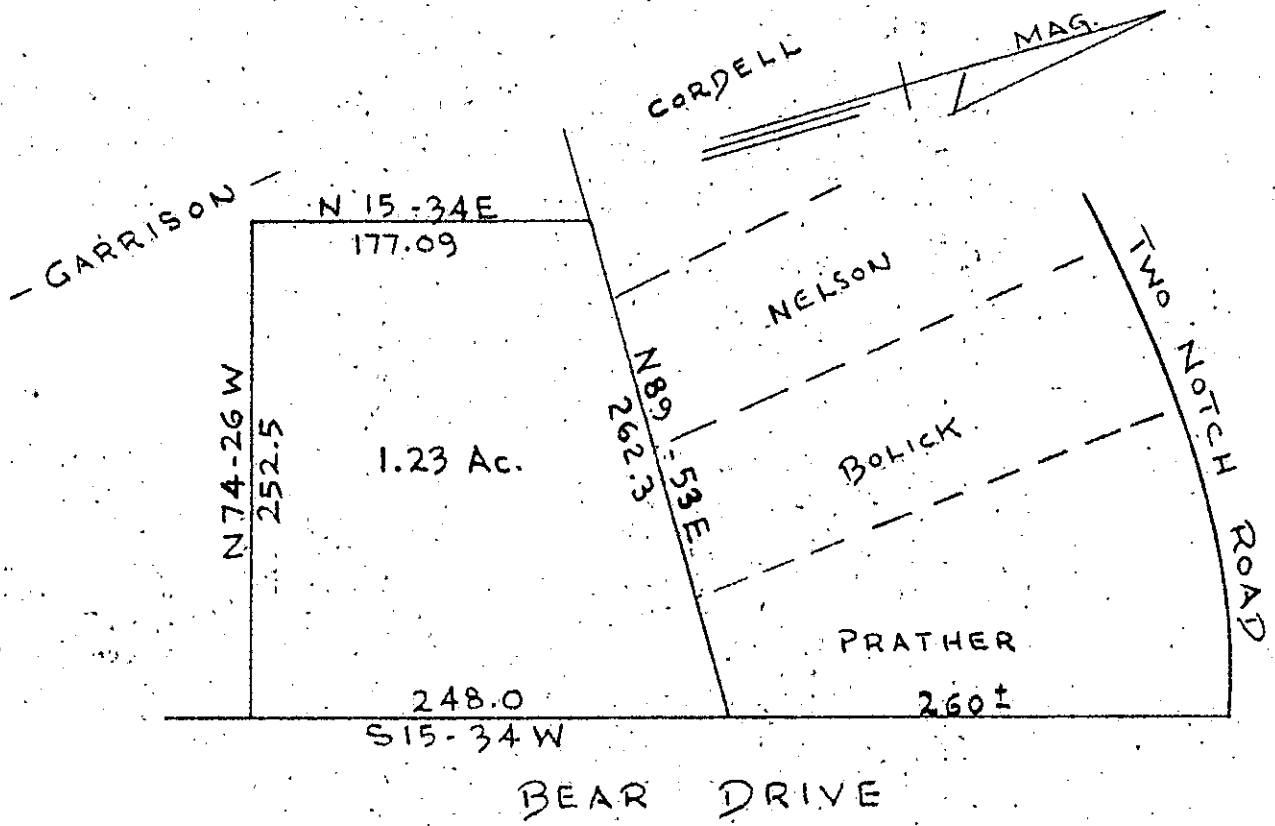 MAG.
CORDELL
- GARRISON -
N 15-34E
177.09
TWO NOTCH ROAD
NELSON
N89-53E
262.3
N74-26W
252.5
1.23 Ac.
BOLICK
PRATHER
248.0
260±
S15-34W
BEAR DRIVE